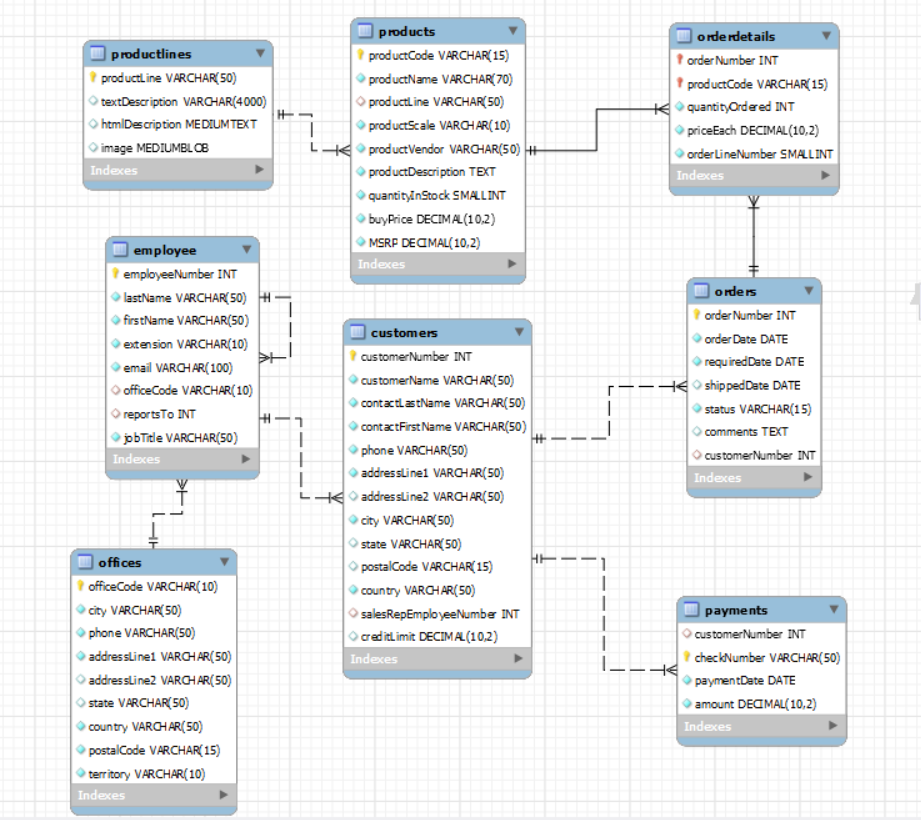 productlines
productLine VARCHAR(50)
textDescription VARCHAR(4000)
htmlDescription MEDIUMTEXT
image MEDIUMBLOB
Indexes
products
productCode VARCHAR(15)
productName VARCHAR(70)
productLine VARCHAR(50)
productScale VARCHAR(10)
productVendor VARCHAR(50)
productDescription TEXT
quantityInStock SMALLINT
buyPrice DECIMAL(10,2)
MSRP DECIMAL(10,2)
Indexes
orderdetails
orderNumber INT
productCode VARCHAR(15)
quantityOrdered INT
priceEach DECIMAL(10,2)
orderLineNumber SMALLINT
Indexes
employee
employeeNumber INT
lastName VARCHAR(50)
firstName VARCHAR(50)
extension VARCHAR(10)
email VARCHAR(100)
officeCode VARCHAR(10)
reportsTo INT
jobTitle VARCHAR(50)
Indexes
customers
customerNumber INT
customerName VARCHAR(50)
contactLastName VARCHAR(50)
contactFirstName VARCHAR(50)
phone VARCHAR(50)
addressLine1 VARCHAR(50)
addressLine2 VARCHAR(50)
city VARCHAR(50)
state VARCHAR(50)
postalCode VARCHAR(15)
country VARCHAR(50)
salesRepEmployeeNumber INT
creditLimit DECIMAL(10,2)
Indexes
orders
orderNumber INT
orderDate DATE
requiredDate DATE
shippedDate DATE
status VARCHAR(15)
comments TEXT
customerNumber INT
Indexes
offices
officeCode VARCHAR(10)
city VARCHAR(50)
phone VARCHAR(50)
addressLine1 VARCHAR(50)
addressLine2 VARCHAR(50)
state VARCHAR(50)
country VARCHAR(50)
postalCode VARCHAR(15)
territory VARCHAR(10)
Indexes
payments
customerNumber INT
checkNumber VARCHAR(50)
paymentDate DATE
amount DECIMAL(10,2)
Indexes